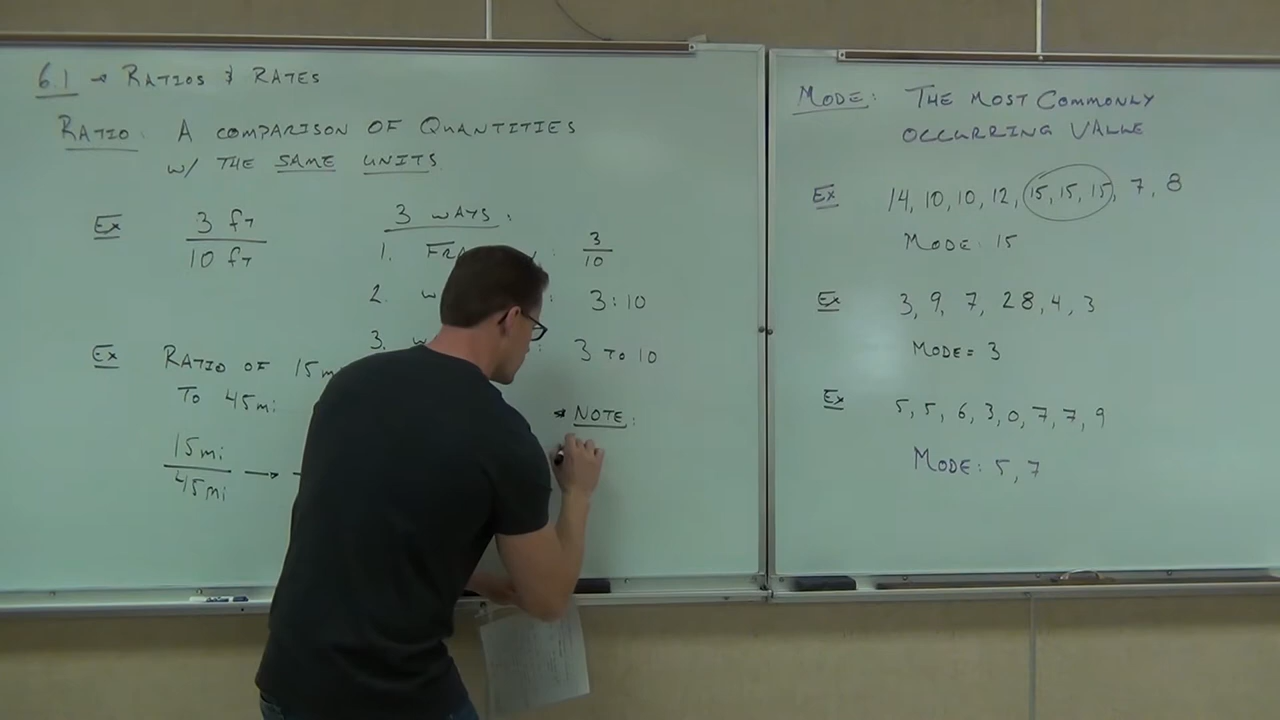 6.1 → RATIOS & RATES
RATIO: A COMPARISON OF QUANTITIES
W/ THE SAME UNITS.
Ex 3 fT
10 fT
3 WAYS:
1. : 3
10
2. : 3:10
3. : 3 TO 10
Ex RATIO OF 15
TO 45mi
15mi
45mi →
NOTE:
MODE: THE MOST COMMONLY
OCCURRING VALUE
Ex 14, 10, 10, 12, 15, 15, 15, 7, 8
MODE: 15
Ex 3, 9, 7, 28, 4, 3
MODE = 3
Ex 5, 5, 6, 3, 0, 7, 7, 9
MODE: 5, 7